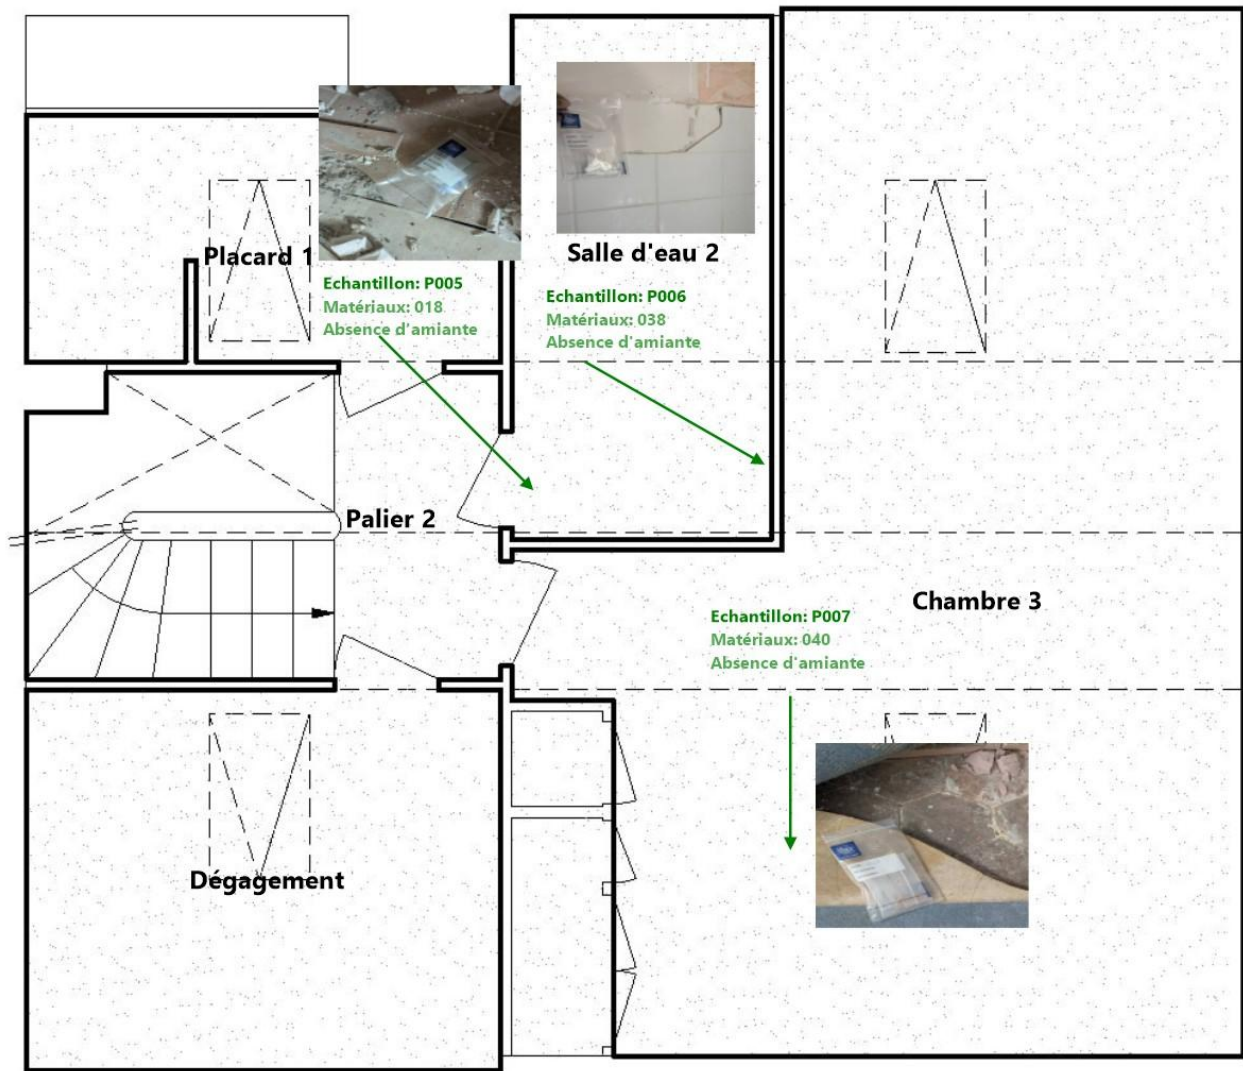 Placard 1
Salle d'eau 2
Echantillon: P005
Matériaux: 018
Absence d'amiante
Echantillon: P006
Matériaux: 038
Absence d'amiante
Palier 2
Chambre 3
Echantillon: P007
Matériaux: 040
Absence d'amiante
Dégagement